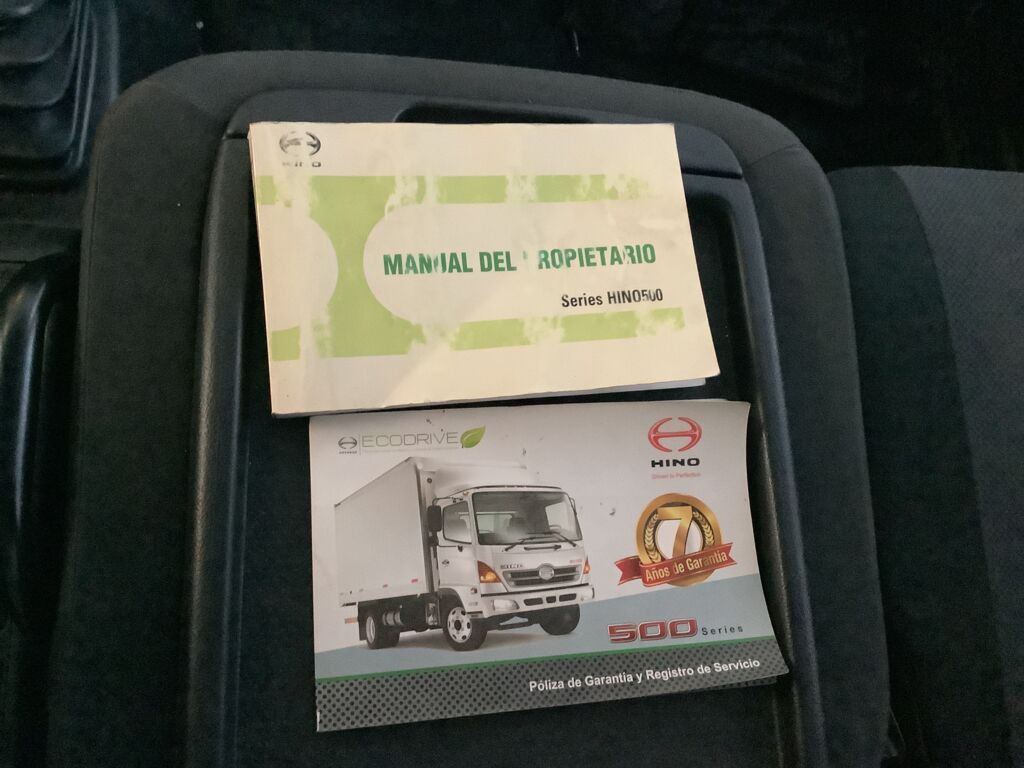 HINO
MANUAL DEL PROPIETARIO
Series HINO500
ECODRIVE
HINO
7
Años de Garantía
500 Series
Póliza de Garantia y Registro de Servicio